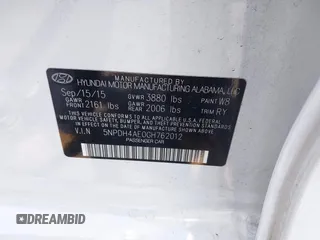 HYUNDAI MOTOR MANUFACTURING ALABAMA, LLC
Sep/15/15 GVWR 3880 lbs PAINT W8
GAWR FRONT 2161 lbs GAWR REAR 2006 lbs TRIM RY
THIS VEHICLE CONFORMS TO ALL APPLICABLE
U.S. FEDERAL MOTOR VEHICLE SAFETY, BUMPER, AND
THEFT PREVENTION STANDARDS IN EFFECT ON
THE DATE OF MANUFACTURE SHOWN ABOVE.
V.I.N 5NPDH4AE0GH762012
PASSENGER CAR
DREAMBID